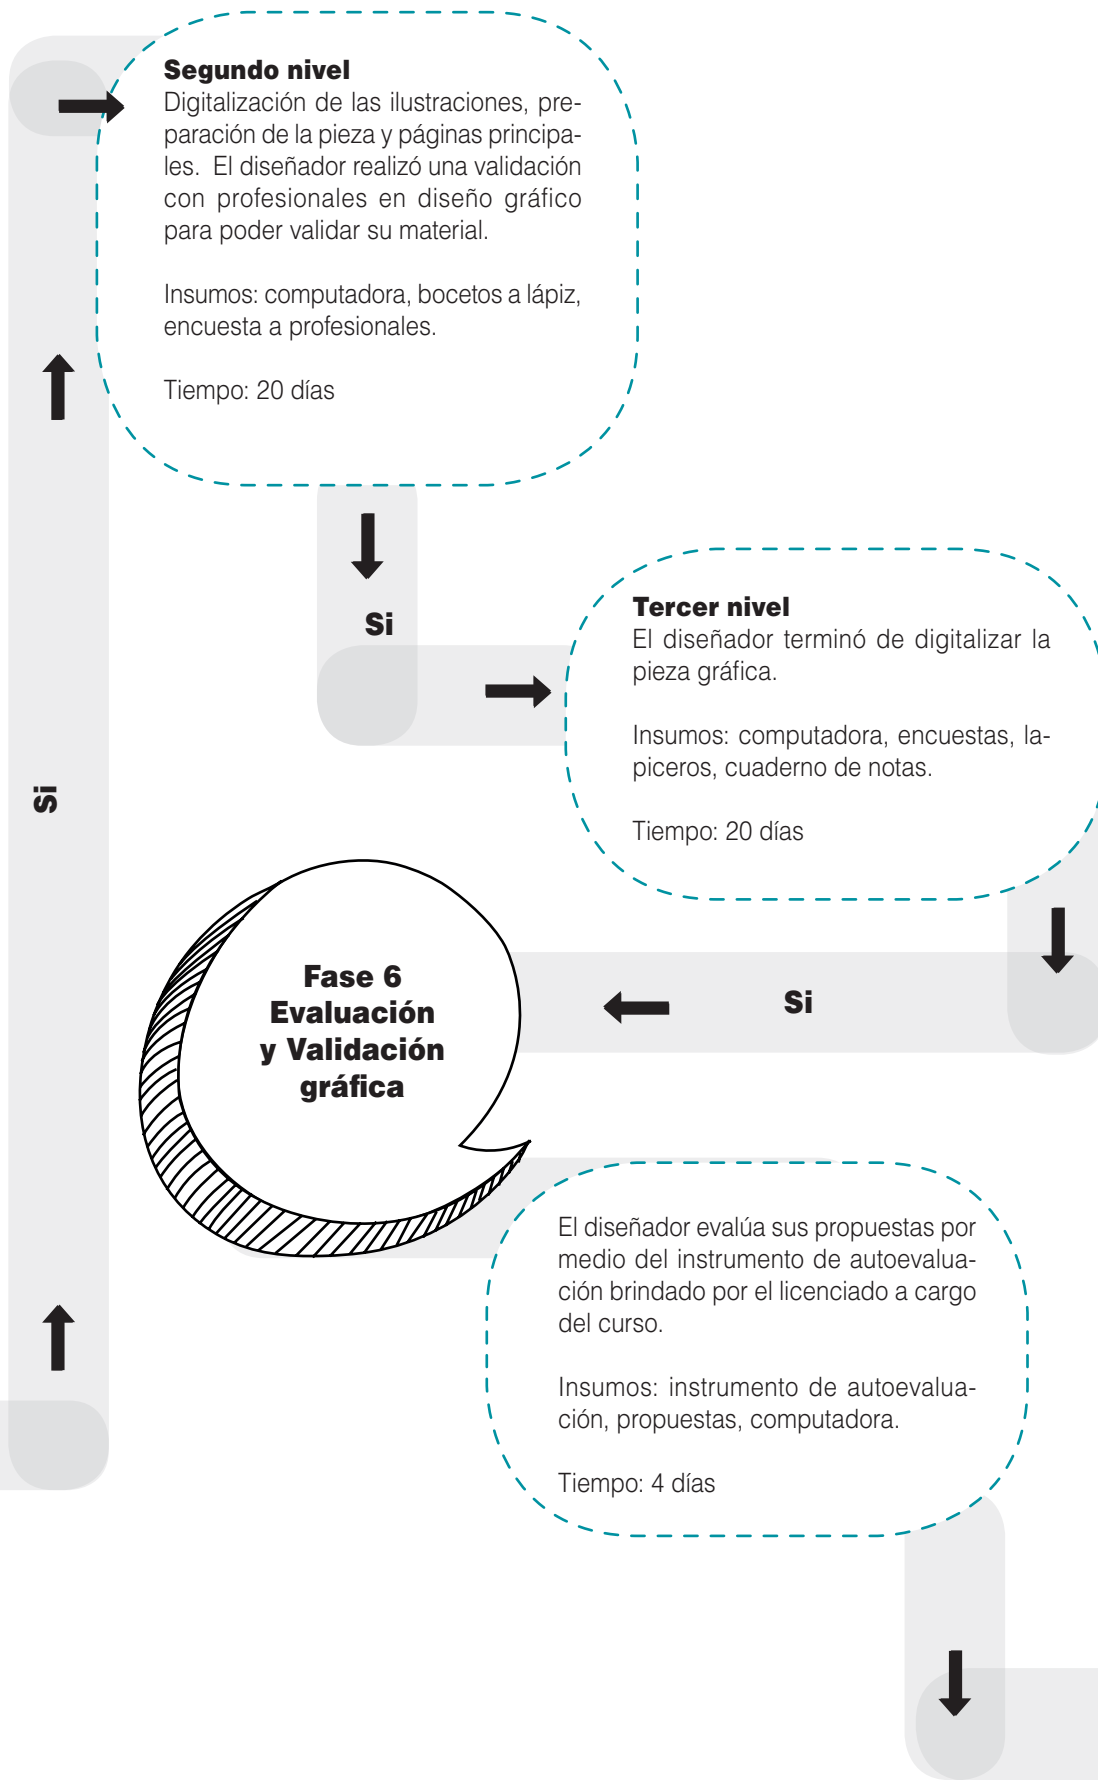 Segundo nivel
Digitalización de las ilustraciones, pre-
paración de la pieza y páginas principa-
les.  El diseñador realizó una validación
con profesionales en diseño gráfico
para poder validar su material.
Insumos: computadora, bocetos a lápiz,
encuesta a profesionales.
Tiempo: 20 días
Si
Tercer nivel
El diseñador terminó de digitalizar la
pieza gráfica.
Insumos: computadora, encuestas, la-
piceros, cuaderno de notas.
Tiempo: 20 días
Si
Si
Fase 6
Evaluación
y Validación
gráfica
El diseñador evalúa sus propuestas por
medio del instrumento de autoevalua-
ción brindado por el licenciado a cargo
del curso.
Insumos: instrumento de autoevalua-
ción, propuestas, computadora.
Tiempo: 4 días